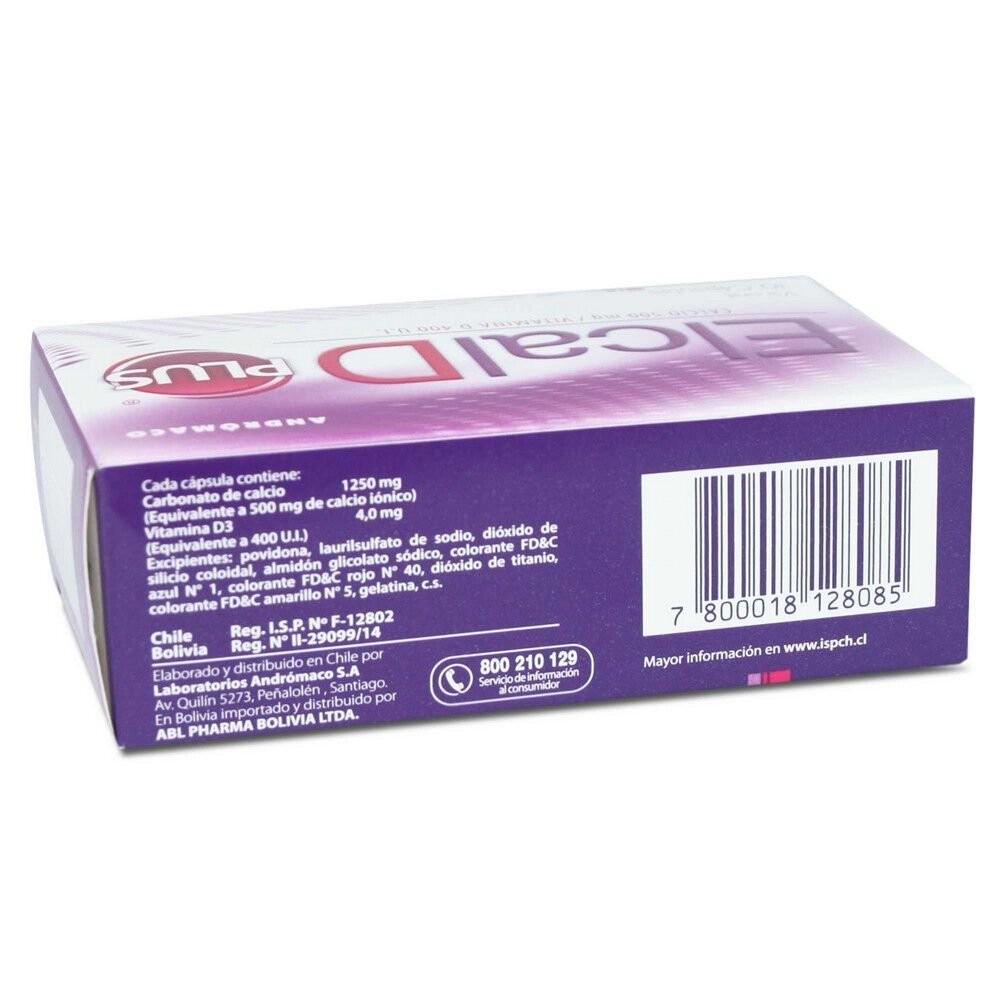 CALCIO 500 mg / VITAMINA D 400 U.I.
ElcalD
PLUS
®
ANDRÓMACO
Cada cápsula contiene:
Carbonato de calcio 1250 mg
(Equivalente a 500 mg de calcio iónico)
Vitamina D3 4,0 mg
(Equivalente a 400 U.I.)
Excipientes: povidona, laurilsulfato de sodio, dióxido de
silicio coloidal, almidón glicolato sódico, colorante FD&C
azul N° 1, colorante FD&C rojo N° 40, dióxido de titanio,
colorante FD&C amarillo N° 5, gelatina, c.s.
Chile Reg. I.S.P. Nº F-12802
Bolivia Reg. Nº II-29099/14
Elaborado y distribuido en Chile por
Laboratorios Andrómaco S.A
Av. Quilín 5273, Peñalolén , Santiago.
En Bolivia importado y distribuido por
ABL PHARMA BOLIVIA LTDA.
800 210 129
Servicio de información
al consumidor
7 800018 128085
Mayor información en www.ispch.cl